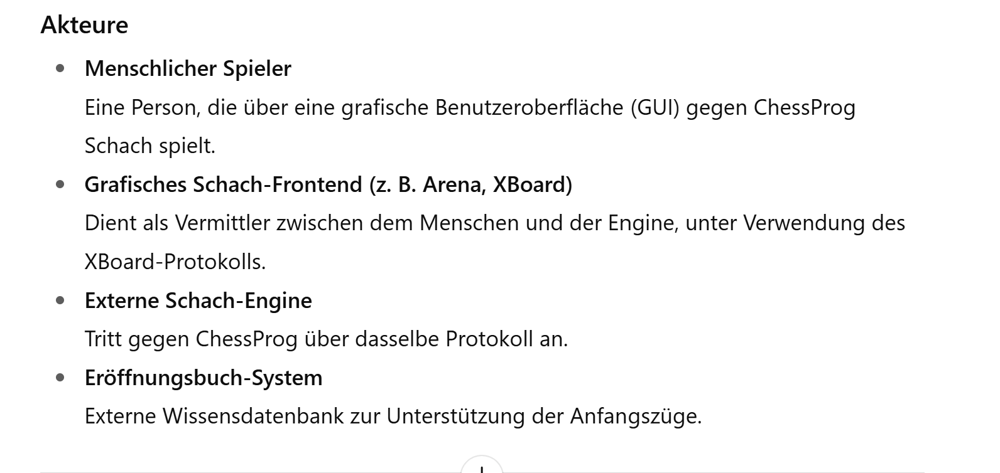 Akteure
Menschlicher Spieler
Eine Person, die über eine grafische Benutzeroberfläche (GUI) gegen ChessProg
Schach spielt.
Grafisches Schach-Frontend (z. B. Arena, XBoard)
Dient als Vermittler zwischen dem Menschen und der Engine, unter Verwendung des
XBoard-Protokolls.
Externe Schach-Engine
Tritt gegen ChessProg über dasselbe Protokoll an.
Eröffnungsbuch-System
Externe Wissensdatenbank zur Unterstützung der Anfangszüge.